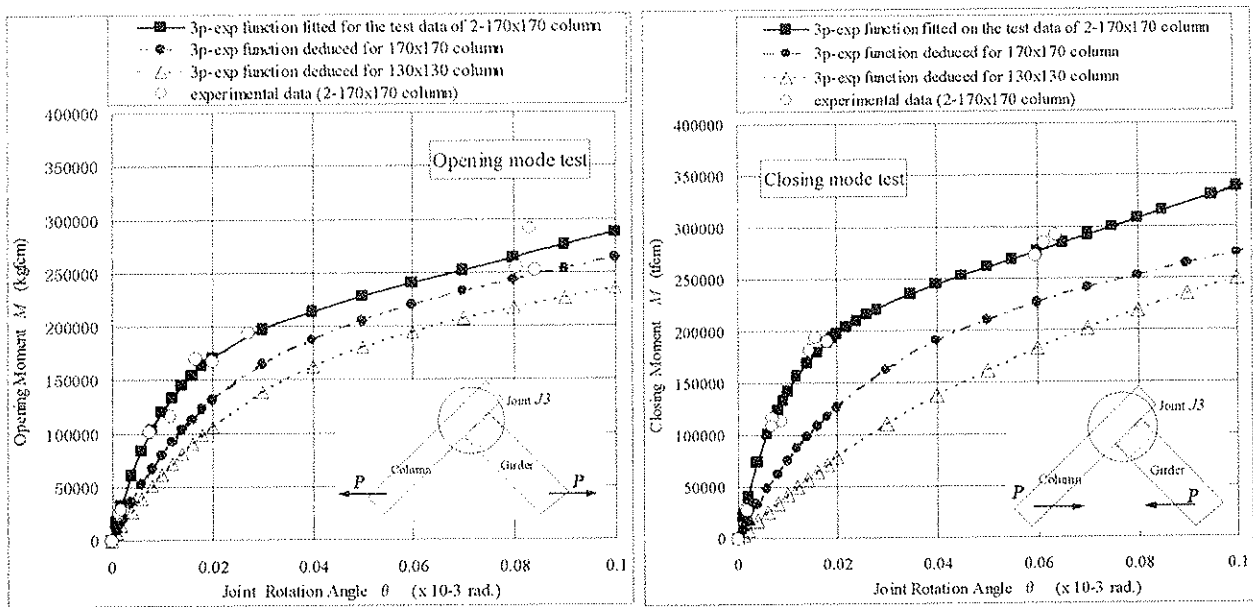 3p-exp function fitted for the test data of 2-170x170 column
3p-exp function deduced for 170x170 column
3p-exp function deduced for 130x130 column
experimental data (2-170x170 column)
400000
350000
300000
250000
200000
150000
100000
50000
0
Opening Moment M (kgfcm)
Opening mode test
Joint J3
Column
Girder
P
P
0 0.02 0.04 0.06 0.08 0.1
Joint Rotation Angle θ (x 10-3 rad.)
3p-exp function fitted on the test data of 2-170x170 column
3p-exp function deduced for 170x170 column
3p-exp function deduced for 130x130 column
experimental data (2-170x170 column)
400000
350000
300000
250000
200000
150000
100000
50000
0
Closing Moment M (tfcm)
Closing mode test
Joint J3
Column
Girder
P
P
0 0.02 0.04 0.06 0.08 0.1
Joint Rotation Angle θ (x 10-3 rad.)